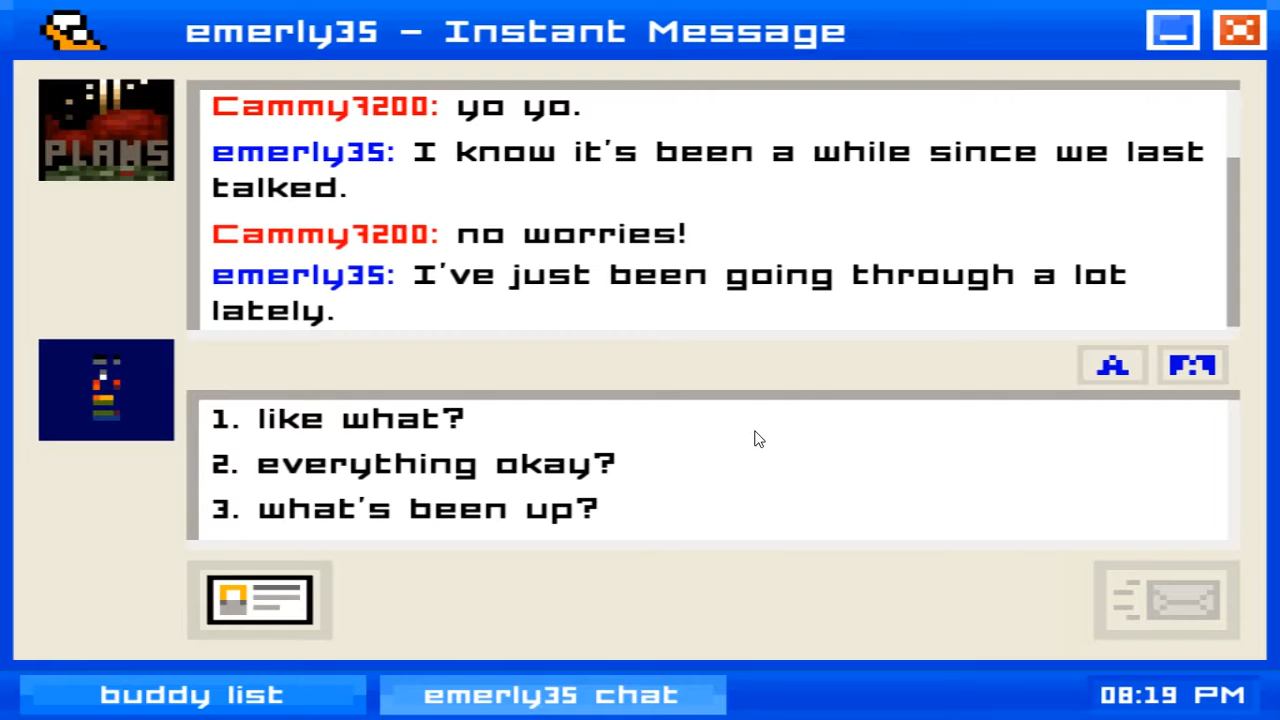 emerly35 - Instant Message
Cammy7200: yo yo.
emerly35: I know it's been a while since we last
talked.
Cammy7200: no worries!
emerly35: I've just been going through a lot
lately.
PLANS
A
1. like what?
2. everything okay?
3. what's been up?
buddy list
emerly35 chat
08:19 PM